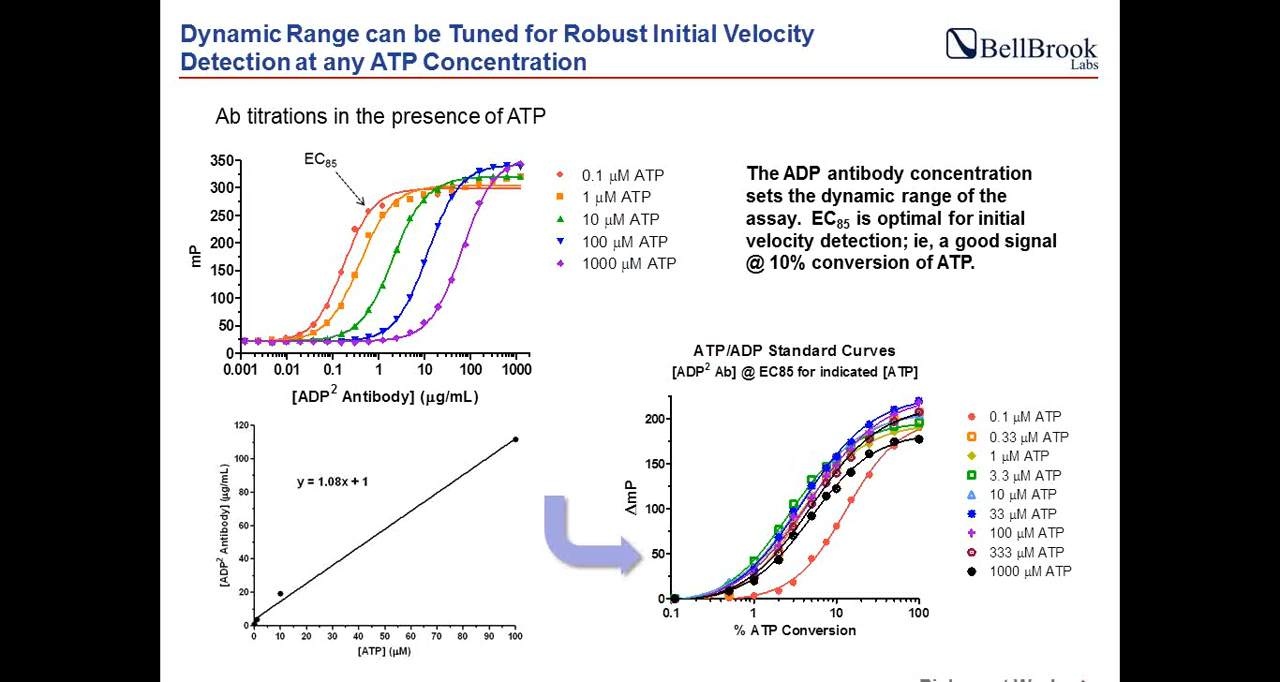 Dynamic Range can be Tuned for Robust Initial Velocity
Detection at any ATP Concentration
BellBrook
Labs
Ab titrations in the presence of ATP
EC85
350
300
250
200
150
100
50
0
mP
0.001
0.01
0.1
1
10
100
1000
[ADP2 Antibody] (µg/mL)
0.1 µM ATP
1 µM ATP
10 µM ATP
100 µM ATP
1000 µM ATP
The ADP antibody concentration
sets the dynamic range of the
assay. EC85 is optimal for initial
velocity detection; ie, a good signal
@ 10% conversion of ATP.
120
100
80
60
40
20
0
[ADP2 Antibody] (µg/mL)
y = 1.08x + 1
0 10 20 30 40 50 60 70 80 90 100
[ATP] (µM)
ATP/ADP Standard Curves
[ADP2 Ab] @ EC85 for indicated [ATP]
200
150
100
50
0
ΔmP
0.1
1
10
100
% ATP Conversion
0.1 µM ATP
0.33 µM ATP
1 µM ATP
3.3 µM ATP
10 µM ATP
33 µM ATP
100 µM ATP
333 µM ATP
1000 µM ATP